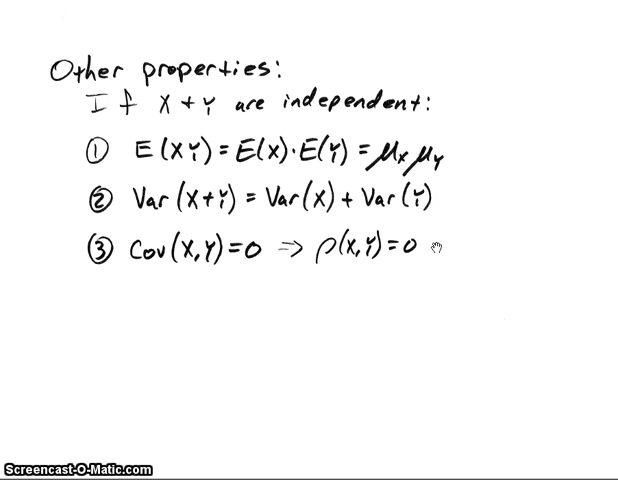 Other properties:
If X + Y are independent:
① E(XY) = E(X)·E(Y) = μₓ μᵧ
② Var(X+Y) = Var(X) + Var(Y)
③ Cov(X,Y) = 0 ⇒ ρ(X,Y) = 0
Screencast-O-Matic.com